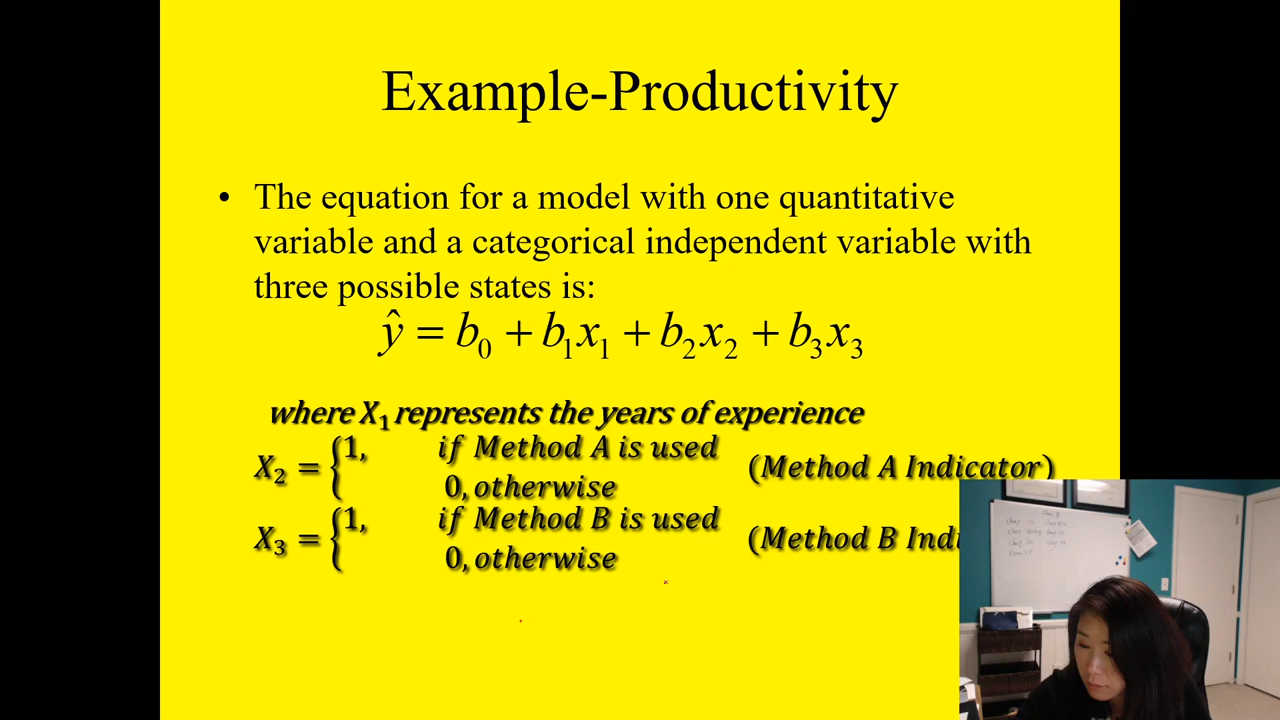 Example-Productivity
• The equation for a model with one quantitative
variable and a categorical independent variable with
three possible states is:
ŷ = b₀ + b₁x₁ + b₂x₂ + b₃x₃
where X₁ represents the years of experience
X₂ = { 1, if Method A is used (Method A Indicator)
0, otherwise
X₃ = { 1, if Method B is used (Method B Indi
0, otherwise